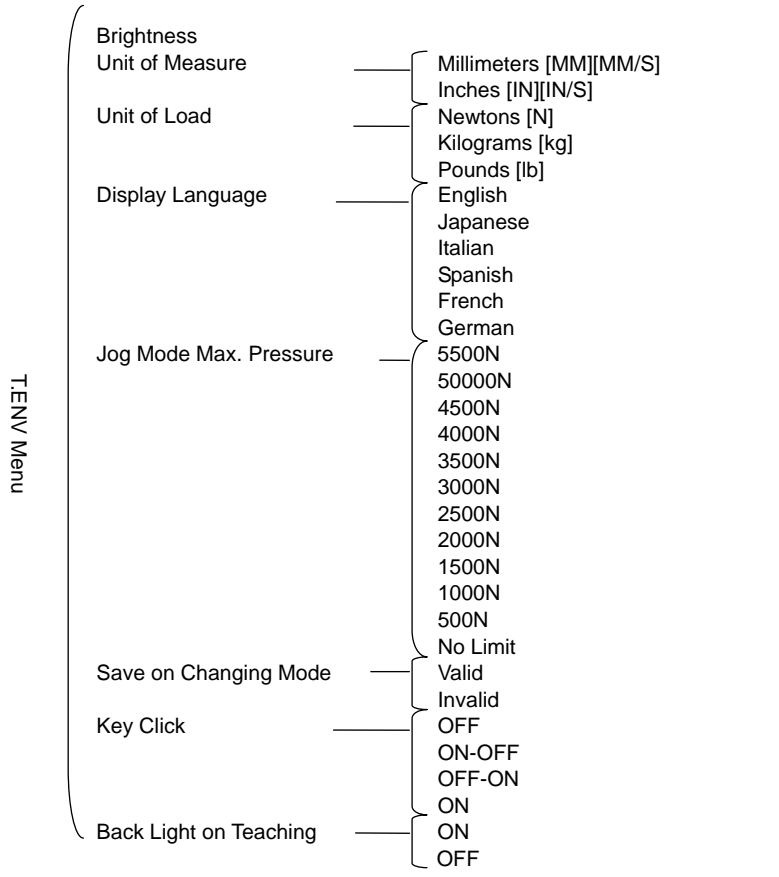 T.ENV Menu
Brightness
Unit of Measure
Millimeters [MM][MM/S]
Inches [IN][IN/S]
Unit of Load
Newtons [N]
Kilograms [kg]
Pounds [lb]
Display Language
English
Japanese
Italian
Spanish
French
German
Jog Mode Max. Pressure
5500N
50000N
4500N
4000N
3500N
3000N
2500N
2000N
1500N
1000N
500N
No Limit
Save on Changing Mode
Valid
Invalid
Key Click
OFF
ON-OFF
OFF-ON
ON
Back Light on Teaching
ON
OFF